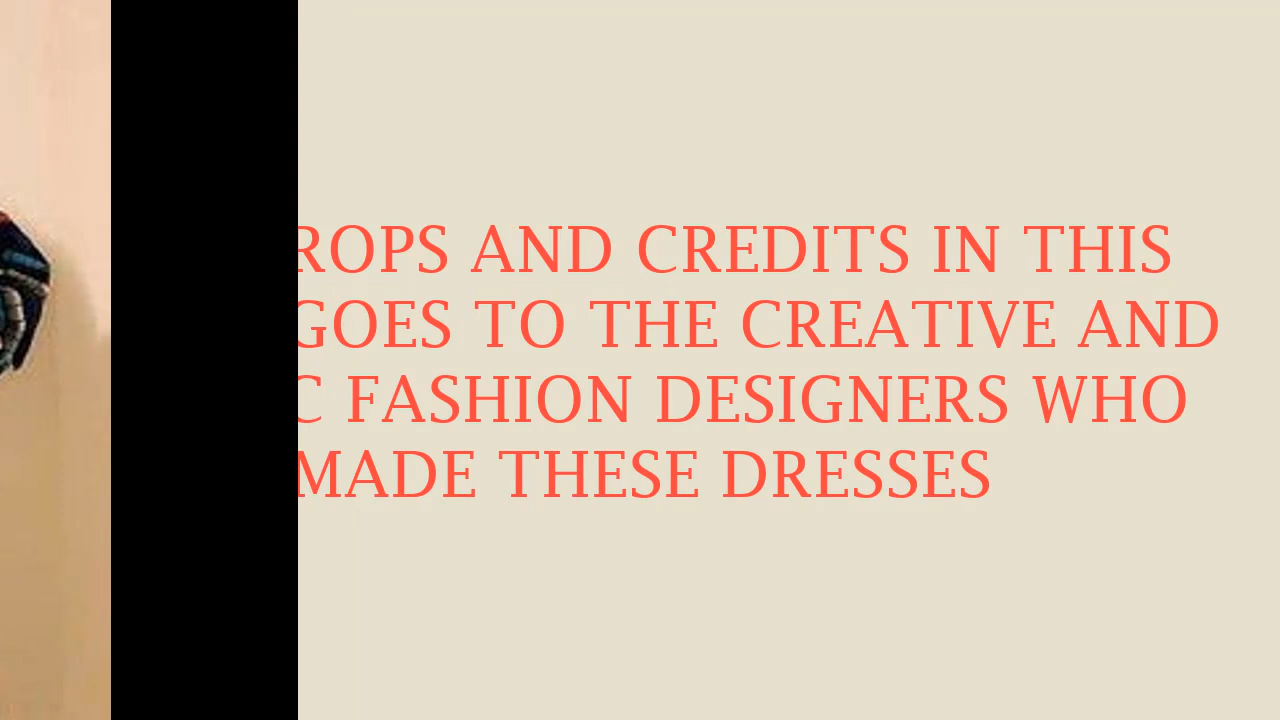 ROPS AND CREDITS IN THIS
GOES TO THE CREATIVE AND
C FASHION DESIGNERS WHO
MADE THESE DRESSES